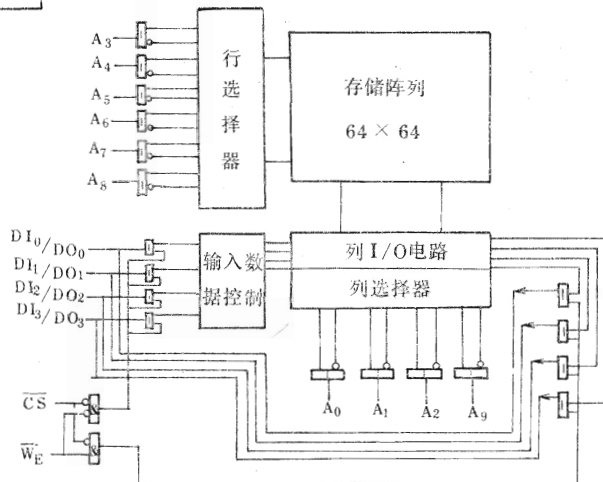 A3
A4
A5
A6
A7
A8
行选择器
存储阵列
64 × 64
DI0/DO0
DI1/DO1
DI2/DO2
DI3/DO3
输入数
据控制
列I/O电路
列选择器
A0
A1
A2
A9
CS
&
WE
&